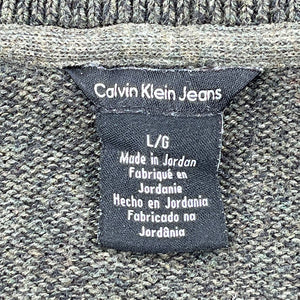 Calvin Klein Jeans
L/G
Made in Jordan
Fabriqué en
Jordanie
Hecho en Jordania
Fabricado na
Jordânia